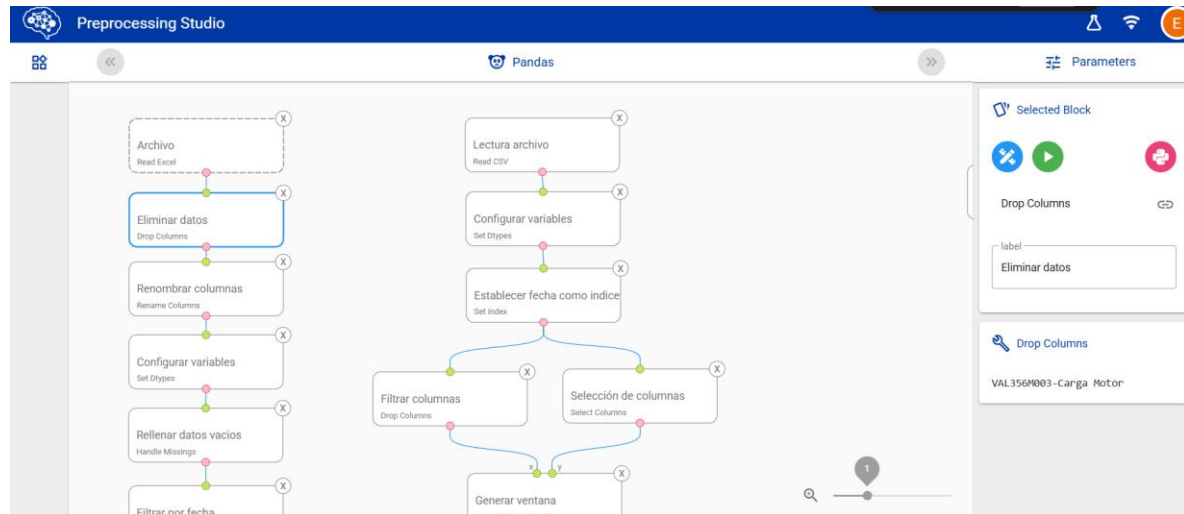 Preprocessing Studio
E
Pandas
Parameters
X
Archivo
Read Excel
X
Eliminar datos
Drop Columns
X
Renombrar columnas
Rename Columns
X
Configurar variables
Set Dtypes
X
Rellenar datos vacios
Handle Missings
X
Filtrar por fecha
X
Lectura archivo
Read CSV
X
Configurar variables
Set Dtypes
X
Establecer fecha como indice
Set Index
X
Filtrar columnas
Drop Columns
X
Selección de columnas
Select Columns
x y
X
Generar ventana
1
Selected Block
Drop Columns
label
Eliminar datos
Drop Columns
VAL356M003-Carga Motor